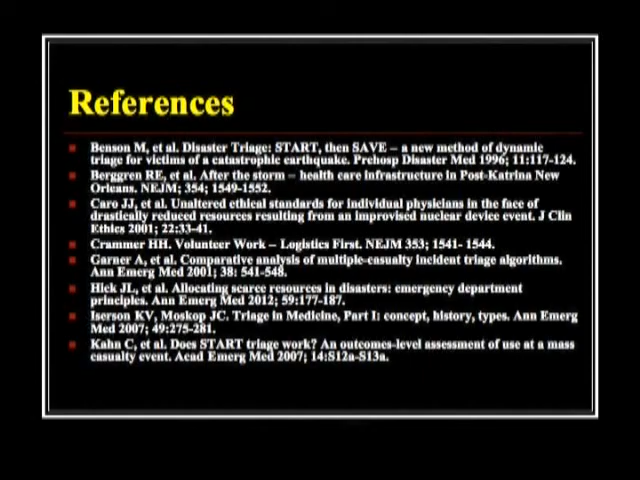 References
Benson M, et al. Disaster Triage: START, then SAVE – a new method of dynamic
triage for victims of a catastrophic earthquake. Prehosp Disaster Med 1996; 11:117-124.
Berggren RE, et al. After the storm – health care infrastructure in Post-Katrina New
Orleans. NEJM; 354; 1549-1552.
Caro JJ, et al. Unaltered ethical standards for individual physicians in the face of
drastically reduced resources resulting from an improvised nuclear device event. J Clin
Ethics 2001; 22:33-41.
Crammer HH. Volunteer Work – Logistics First. NEJM 353; 1541- 1544.
Garner A, et al. Comparative analysis of multiple-casualty incident triage algorithms.
Ann Emerg Med 2001; 38: 541-548.
Hick JL, et al. Allocating scarce resources in disasters: emergency department
principles. Ann Emerg Med 2012; 59:177-187.
Iserson KV, Moskop JC. Triage in Medicine, Part I: concept, history, types. Ann Emerg
Med 2007; 49:275-281.
Kahn C, et al. Does START triage work? An outcomes-level assessment of use at a mass
casualty event. Acad Emerg Med 2007; 14:S12a-S13a.